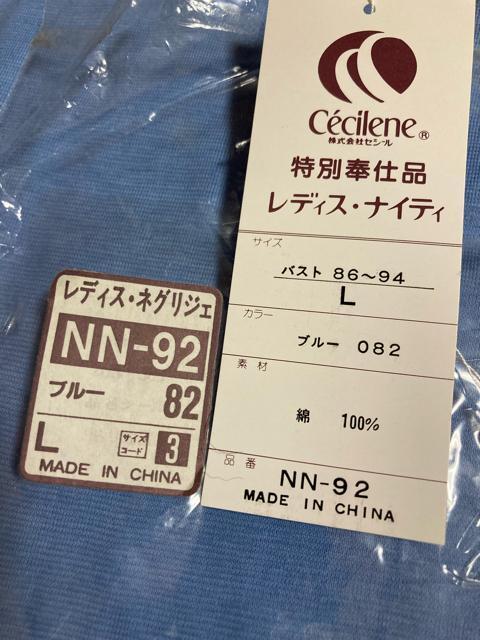 Cécilene®
株式会社セシール
特別奉仕品
レディス・ナイティ
サイズ
バスト 86~94
L
カラー
ブルー 082
素材
綿 100%
品番
NN-92
MADE IN CHINA
レディス・ネグリジェ
NN-92
ブルー 82
L サイズコード 3
MADE IN CHINA